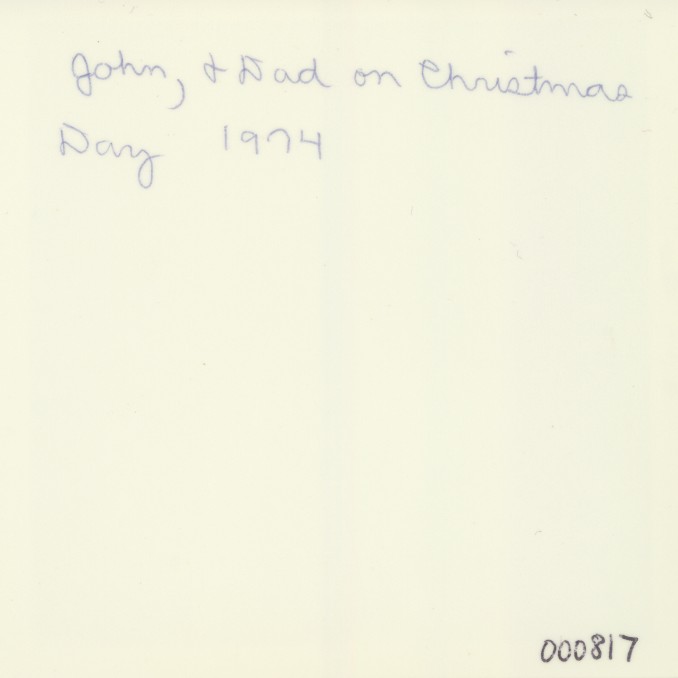 John, & Dad on Christmas
Day 1974
000817